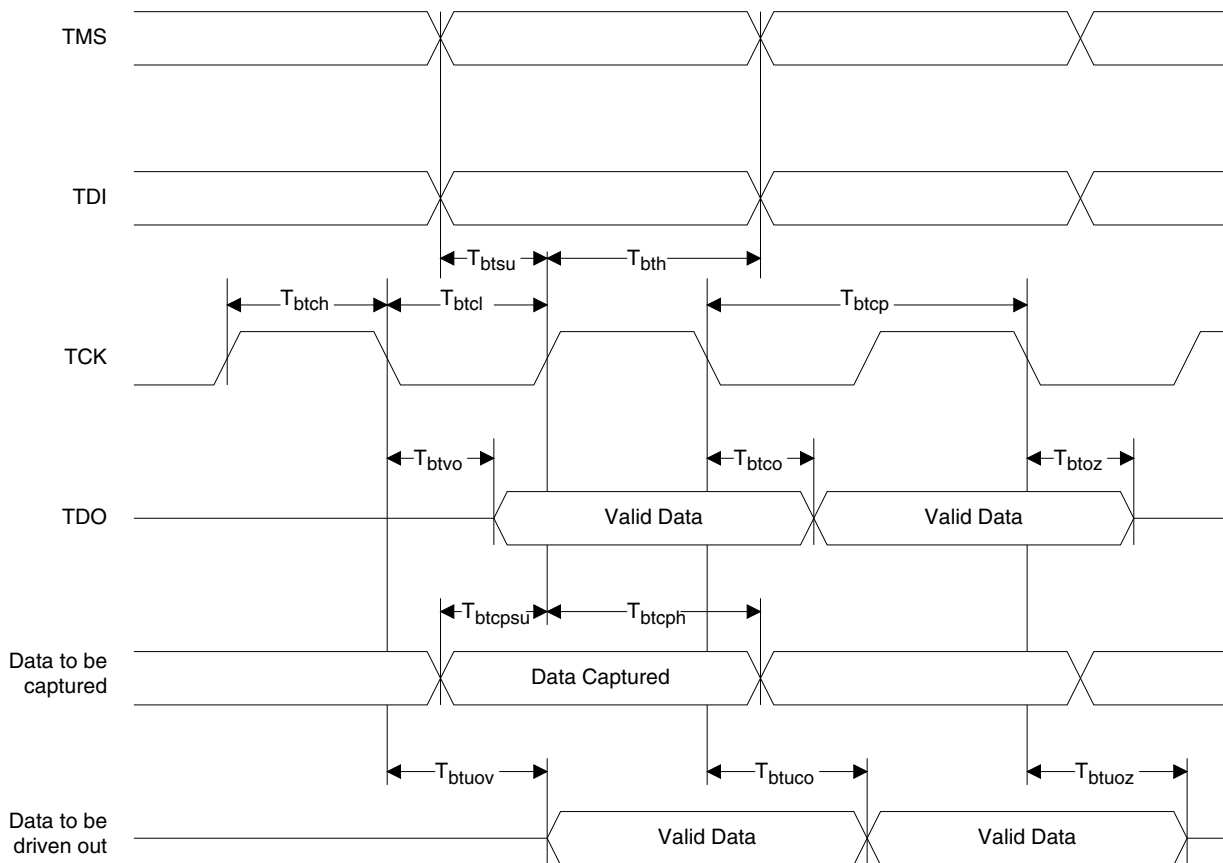 TMS
TDI
Tbtsu
Tbth
Tbtch
Tbtcl
Tbtcp
TCK
Tbtvo
Tbtco
Tbtoz
TDO
Valid Data
Valid Data
Tbtcpsu
Tbtcph
Data to be
captured
Data Captured
Tbtuov
Tbtuco
Tbtuoz
Data to be
driven out
Valid Data
Valid Data